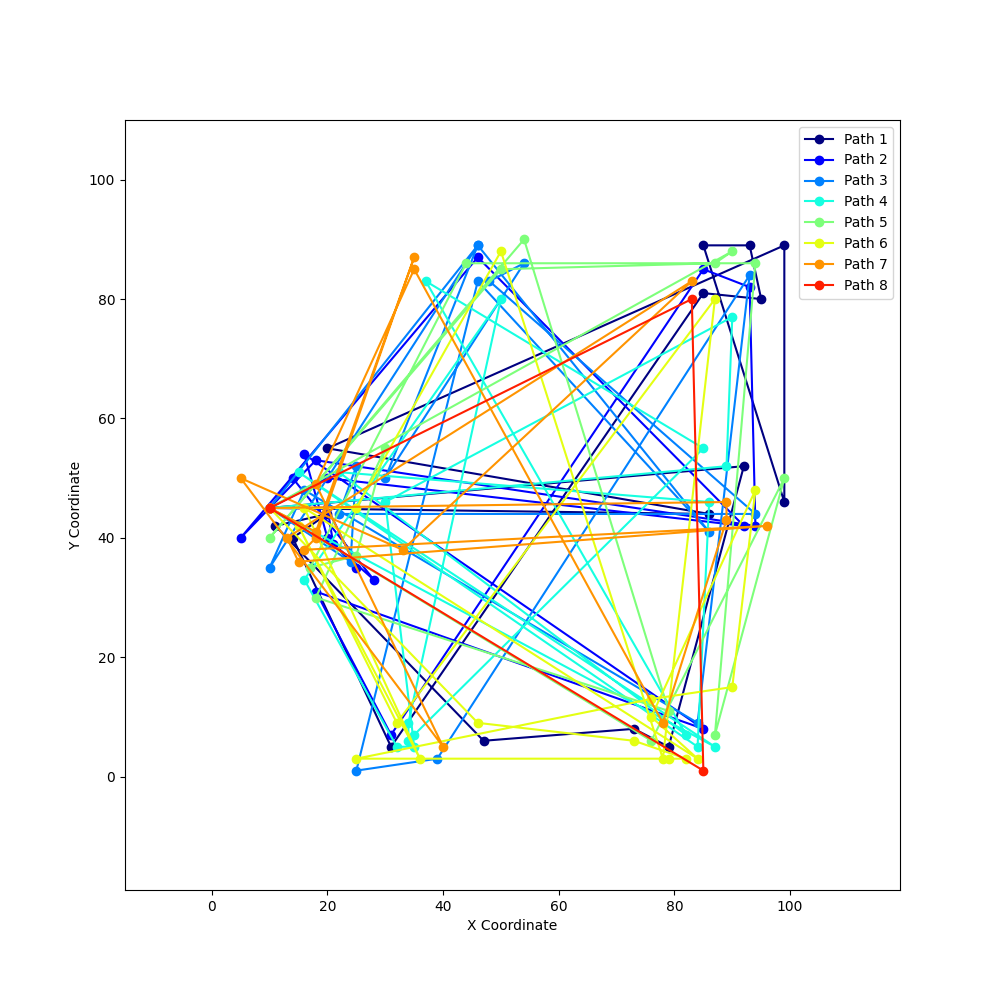 Path 1
Path 2
Path 3
Path 4
Path 5
Path 6
Path 7
Path 8
100
80
60
40
20
0
Y Coordinate
0 20 40 60 80 100
X Coordinate